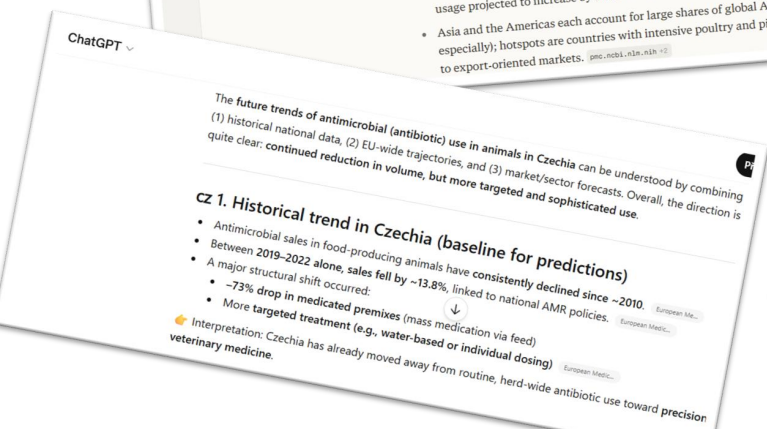 usage projected to increase by
Asia and the Americas each account for large shares of global A
especially); hotspots are countries with intensive poultry and pi
to export-oriented markets. pmc.ncbi.nlm.nih +2
ChatGPT
The future trends of antimicrobial (antibiotic) use in animals in Czechia can be understood by combining
(1) historical national data, (2) EU-wide trajectories, and (3) market/sector forecasts. Overall, the direction is
quite clear: continued reduction in volume, but more targeted and sophisticated use.
CZ 1. Historical trend in Czechia (baseline for predictions)
Antimicrobial sales in food-producing animals have consistently declined since ~2010. European Me...
Between 2019–2022 alone, sales fell by ~13.8%, linked to national AMR policies. European Medic...
A major structural shift occurred:
−73% drop in medicated premixes (mass medication via feed)
More targeted treatment (e.g., water-based or individual dosing) European Medic...
👉 Interpretation: Czechia has already moved away from routine, herd-wide antibiotic use toward precision
veterinary medicine.